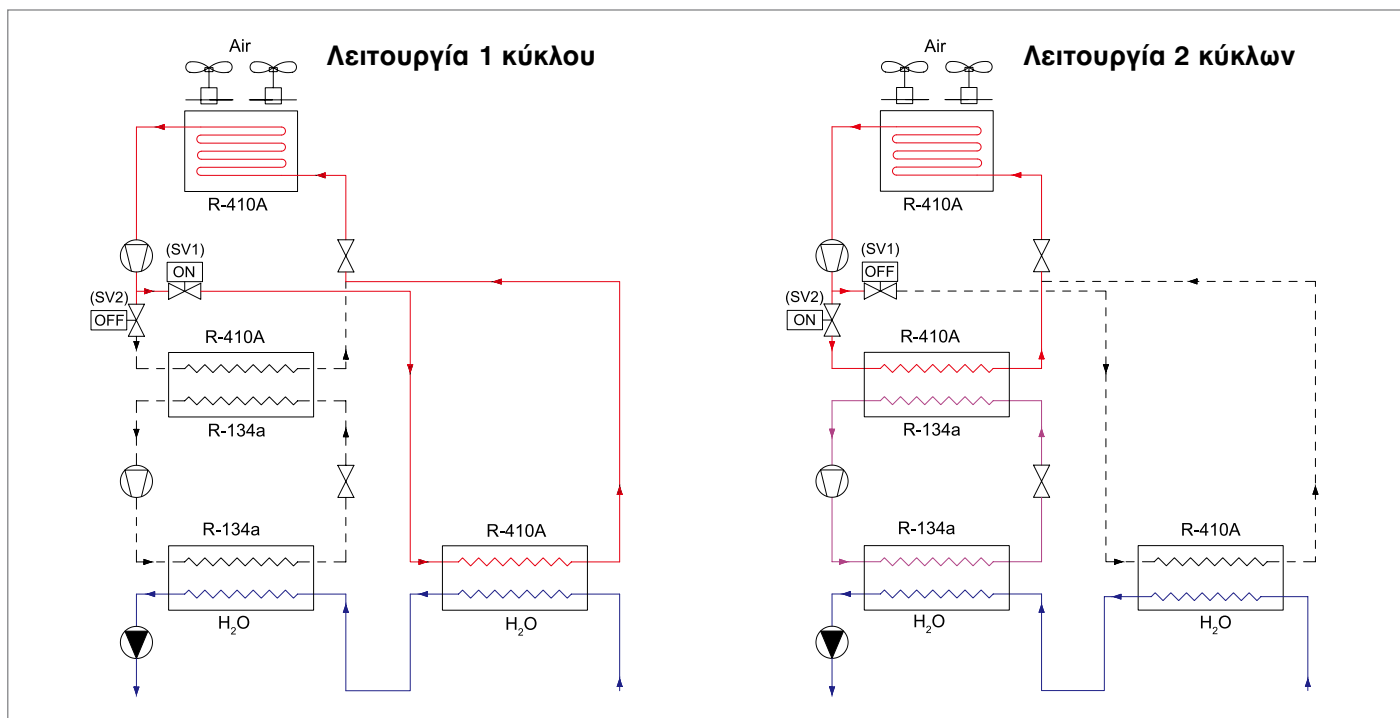 Λειτουργία 1 κύκλου
Air
R-410A
(SV1)
ON
(SV2)
OFF
R-410A
R-134a
R-134a
R-410A
H₂O
H₂O
Λειτουργία 2 κύκλων
Air
R-410A
(SV1)
OFF
(SV2)
ON
R-410A
R-134a
R-134a
R-410A
H₂O
H₂O